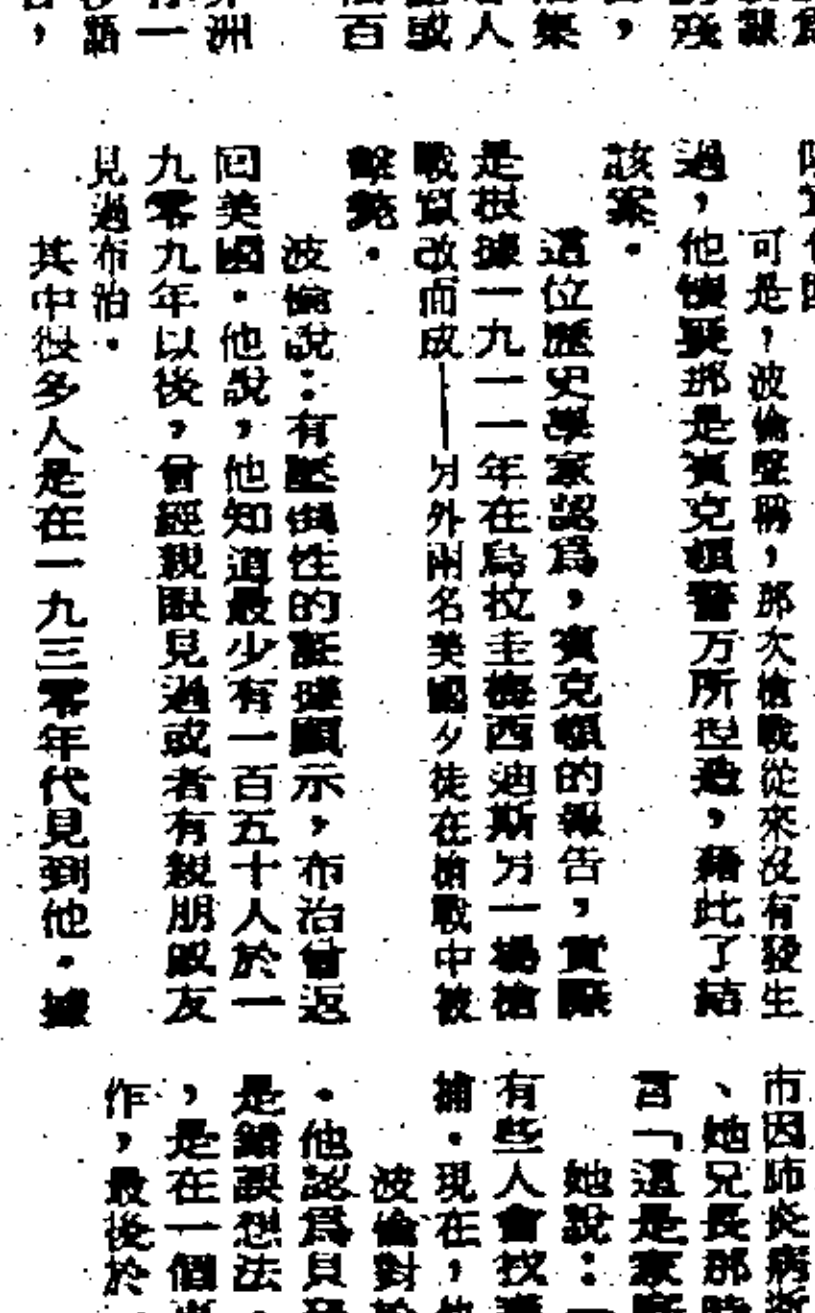 可是，波倫聲稱，那次槍戰從來沒有發生
過，他懷疑那是賓克頓警方所捏造，藉此了結
該案。
這位歷史學家認爲，賓克頓的報告，實際
是根據一九一一年在烏拉圭梅西迪斯另一場槍
戰竄改而成——另外兩名美國歹徒在槍戰中被
擊斃。
波倫說：有壓倒性的証據顯示，布治曾返
回美國。他說，他知道最少有一百五十人於一
九零九年以後，曾經親眼見過或者有親朋戚友
見過布治。
其中很多人是在一九三零年代見到他。據
市因肺炎病逝
、她兄長那時
言「這是家
她說：
有些人會找
捕。現在，
波倫對於
。他認爲貝
是錯誤想法，
，是在一個
作，最後於